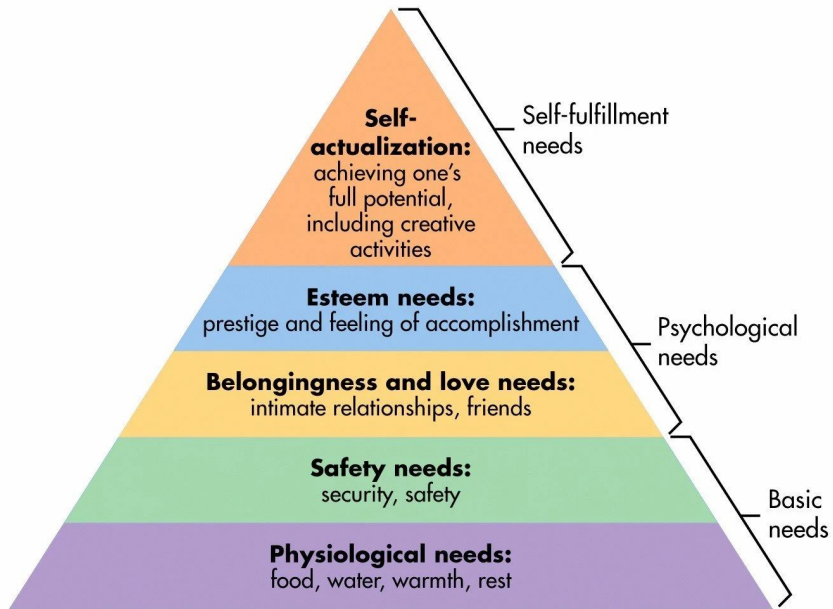 Self-
actualization:
achieving one's
full potential,
including creative
activities
Self-fulfillment
needs
Esteem needs:
prestige and feeling of accomplishment
Psychological
needs
Belongingness and love needs:
intimate relationships, friends
Safety needs:
security, safety
Basic
needs
Physiological needs:
food, water, warmth, rest